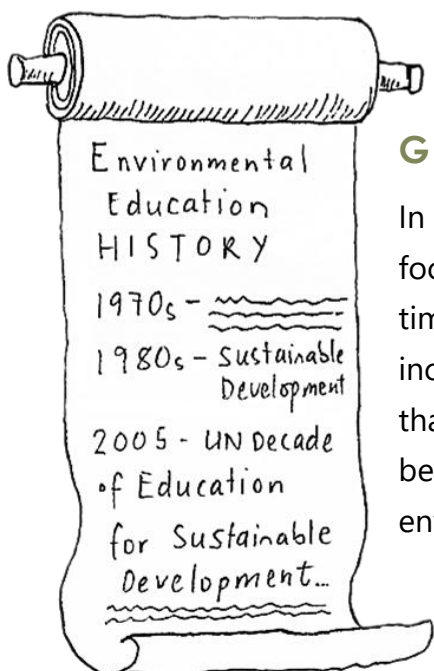 Environmental
Education
HISTORY
1970s -
1980s - Sustainable
Development
2005 - UN Decade
of Education
for Sustainable
Development...
G
In
foc
tim
inc
tha
be
env